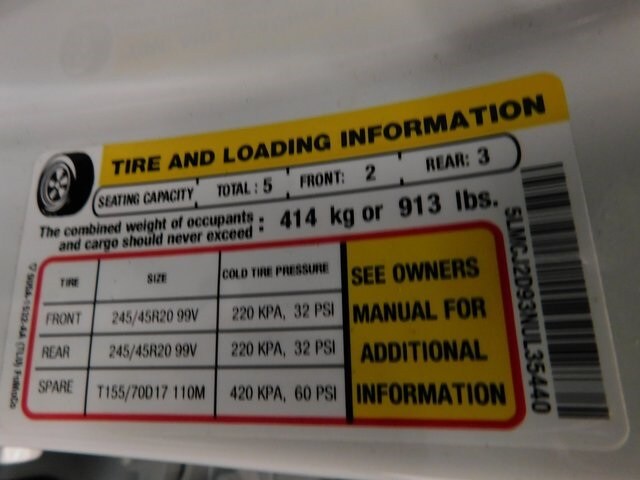 TIRE AND LOADING INFORMATION
SEATING CAPACITY TOTAL: 5 FRONT: 2 REAR: 3
The combined weight of occupants and cargo should never exceed : 414 kg or 913 lbs.
TIRE SIZE COLD TIRE PRESSURE
FRONT 245/45R20 99V 220 KPA, 32 PSI
REAR 245/45R20 99V 220 KPA, 32 PSI
SPARE T155/70D17 110M 420 KPA, 60 PSI
SEE OWNERS
MANUAL FOR
ADDITIONAL
INFORMATION
5LMCJ2D93NUL35440